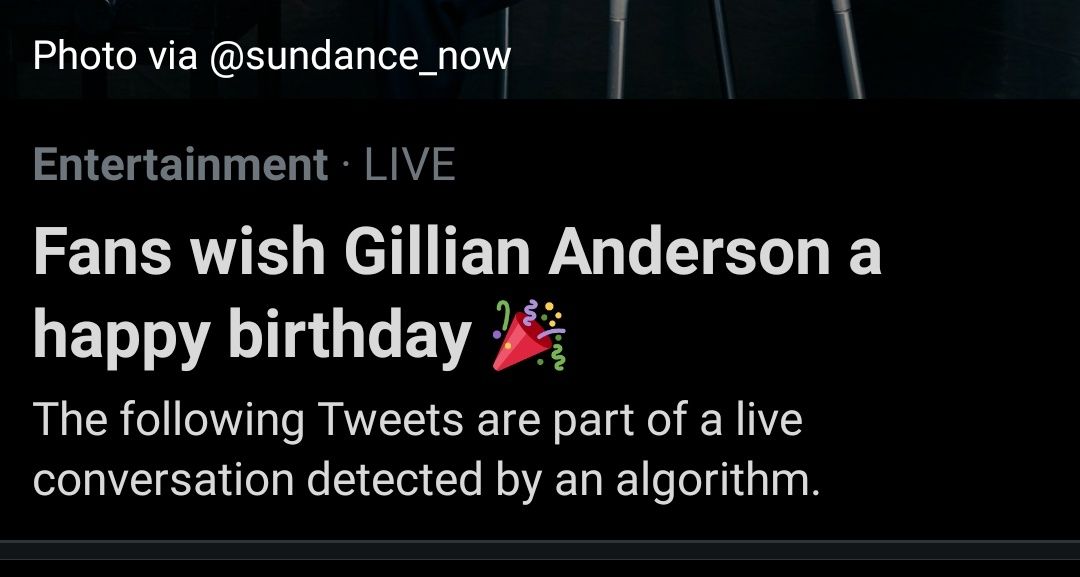 Photo via @sundance_now
Entertainment · LIVE
Fans wish Gillian Anderson a
happy birthday 🎉
The following Tweets are part of a live
conversation detected by an algorithm.